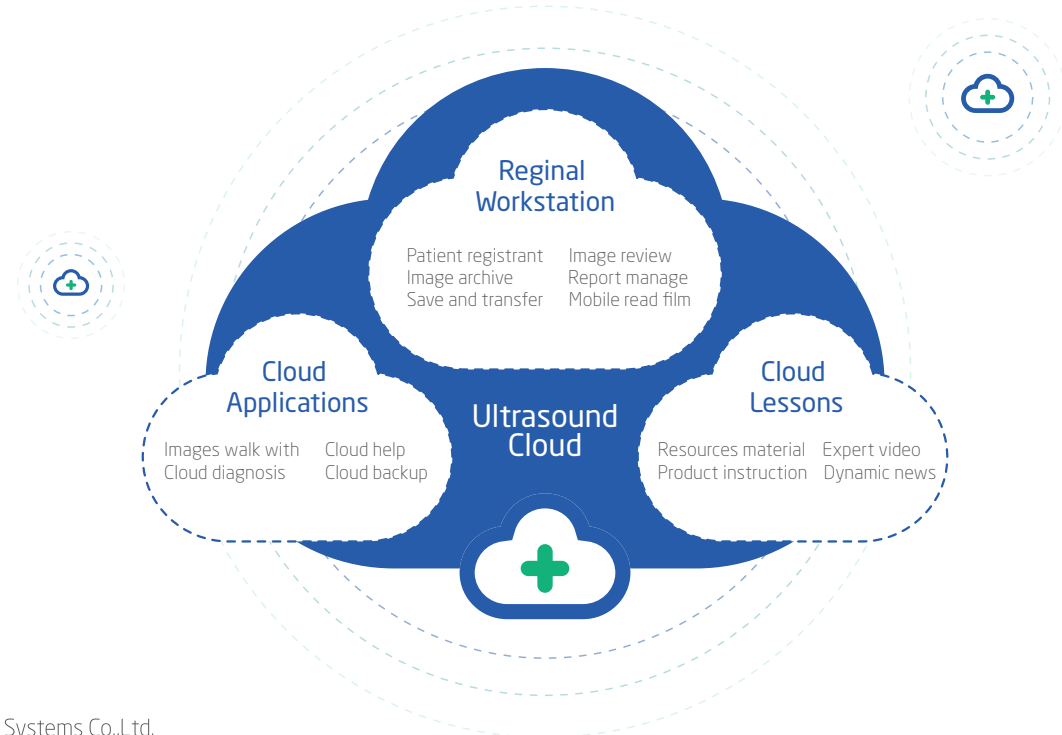 Reginal
Workstation
Patient registrant Image review
Image archive Report manage
Save and transfer Mobile read film
Cloud
Applications
Images walk with Cloud help
Cloud diagnosis Cloud backup
Ultrasound
Cloud
Cloud
Lessons
Resources material Expert video
Product instruction Dynamic news
Systems Co.,Ltd.